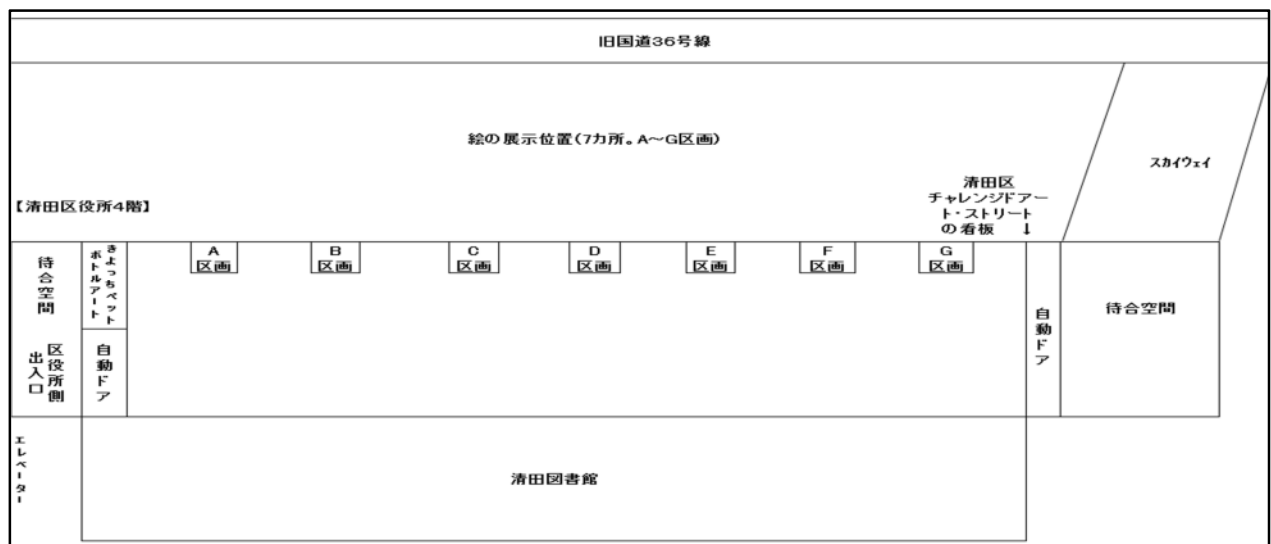 旧国道36号線
絵の展示位置(7カ所。A～G区画)
スカイウェイ
清田区
チャレンジドアー
ト・ストリート
の看板 ↓
【清田区役所4階】
待合空間
きよっちペット
ボトルアート
A
区画
B
区画
C
区画
D
区画
E
区画
F
区画
G
区画
自動ドア
待合空間
区役所側
出入口
自動ドア
エレベーター
清田図書館